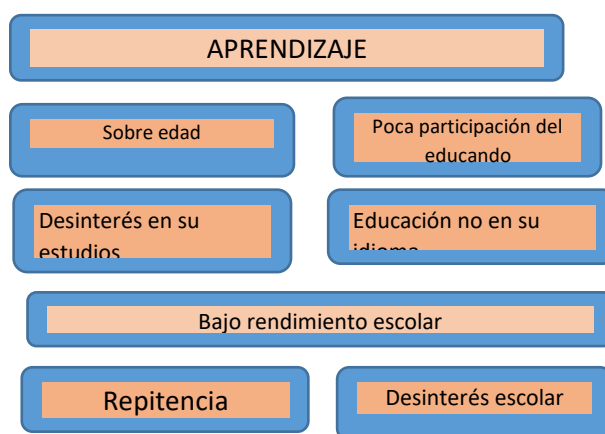 APRENDIZAJE
Sobre edad
Poca participación del
educando
Desinterés en su
estudios
Educación no en su
idioma
Bajo rendimiento escolar
Repitencia
Desinterés escolar